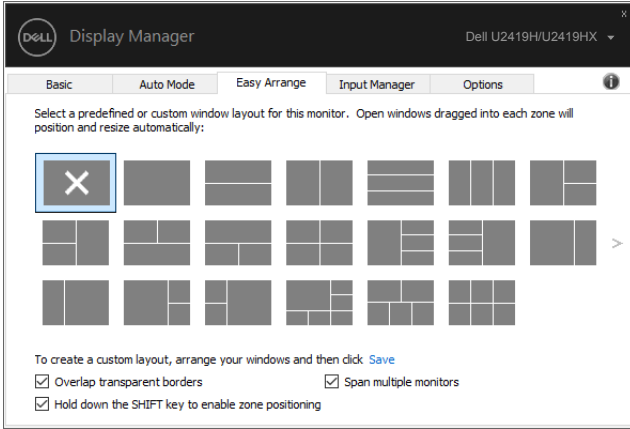 x
DELL Display Manager Dell U2419H/U2419HX
Basic Auto Mode Easy Arrange Input Manager Options i
Select a predefined or custom window layout for this monitor. Open windows dragged into each zone will
position and resize automatically:
>
To create a custom layout, arrange your windows and then click Save
Overlap transparent borders Span multiple monitors
Hold down the SHIFT key to enable zone positioning